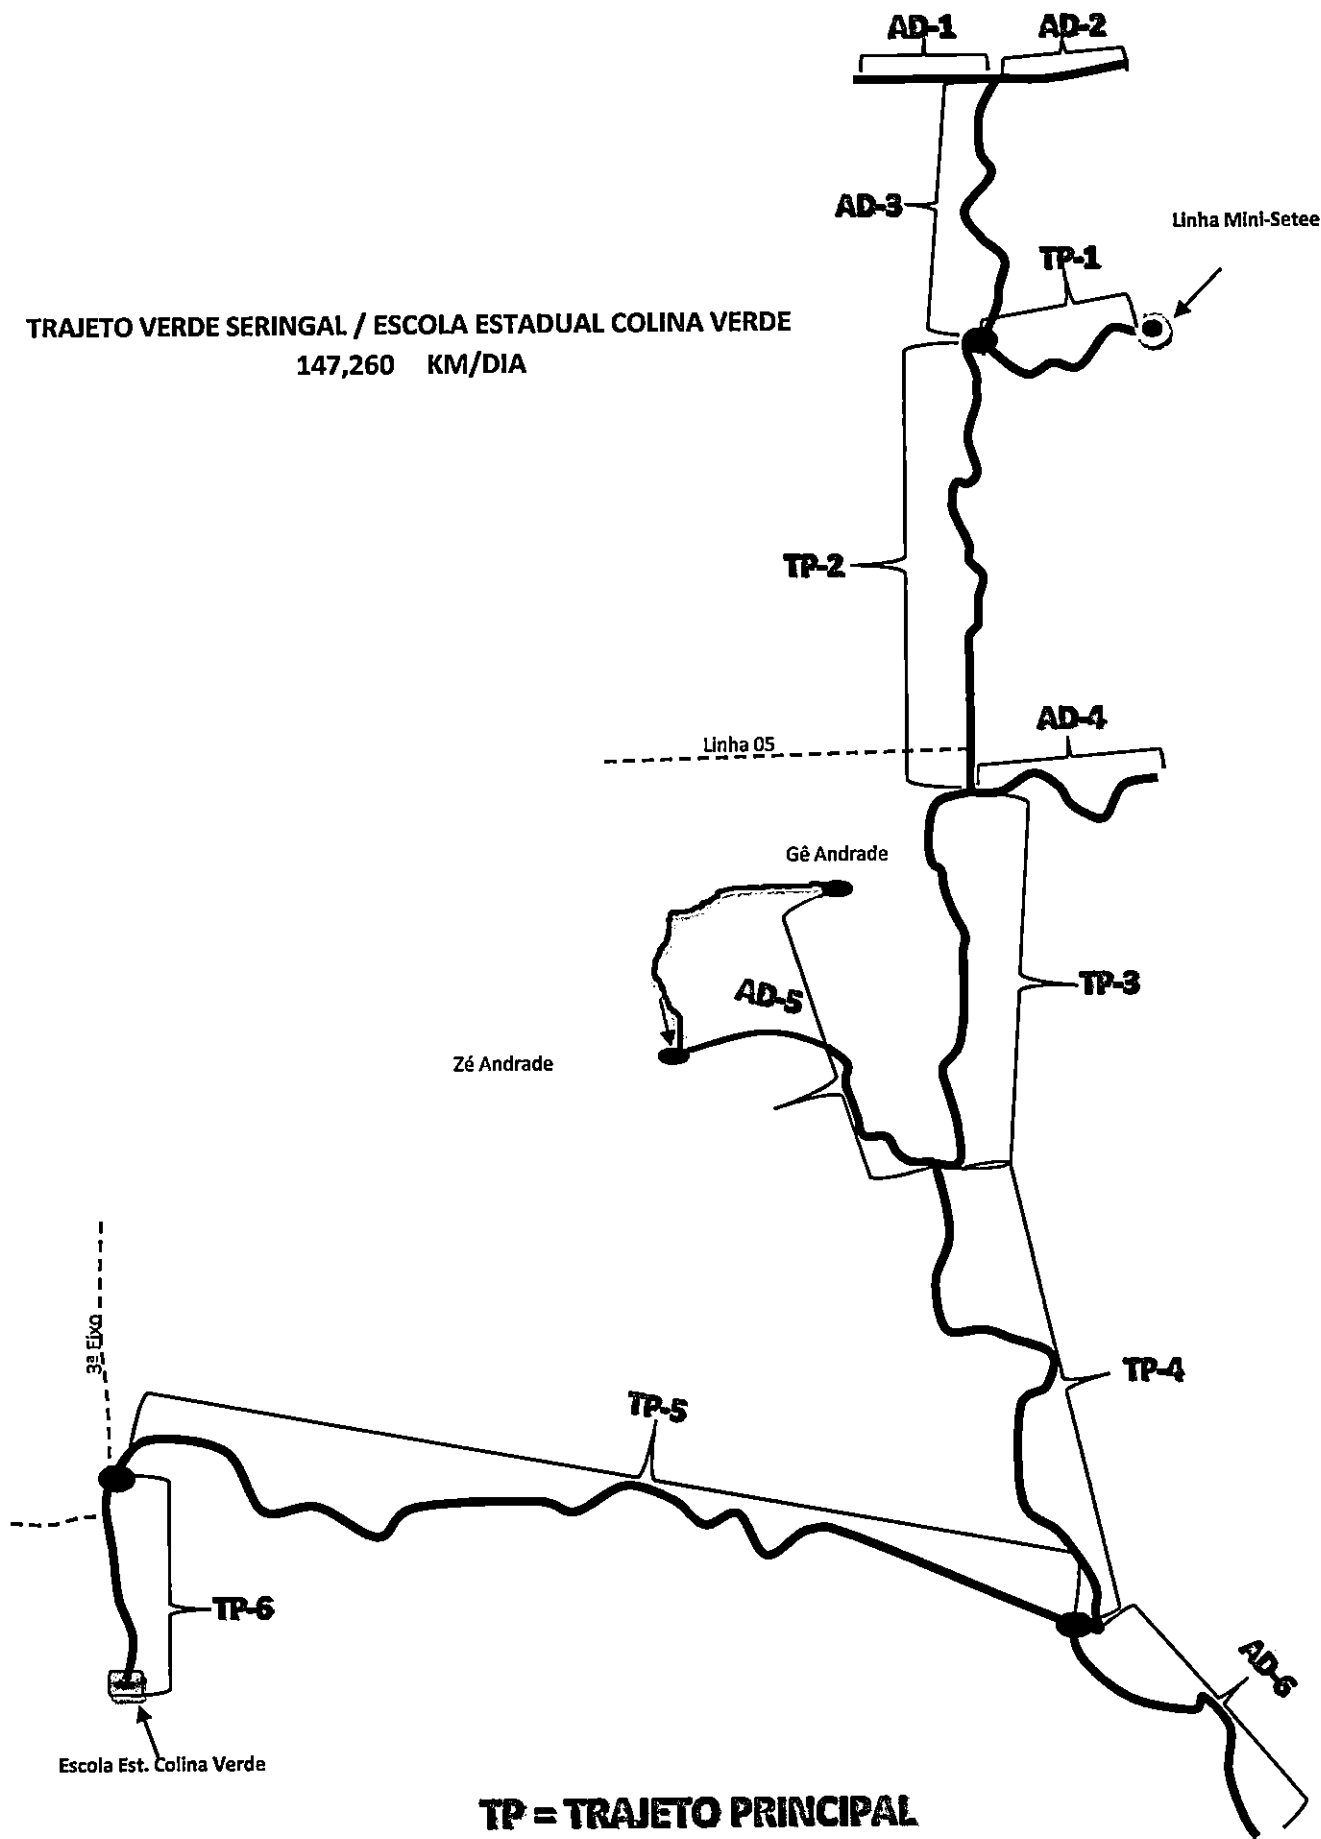 AD-1
AD-2
AD-3
Linha Mini-Setee
TP-1
TRAJETO VERDE SERINGAL / ESCOLA ESTADUAL COLINA VERDE
147,260 KM/DIA
TP-2
AD-4
Linha 05
Gê Andrade
TP-3
AD-5
Zé Andrade
3ª Eixo
TP-4
TP-5
TP-6
AD-6
Escola Est. Colina Verde
TP = TRAJETO PRINCIPAL